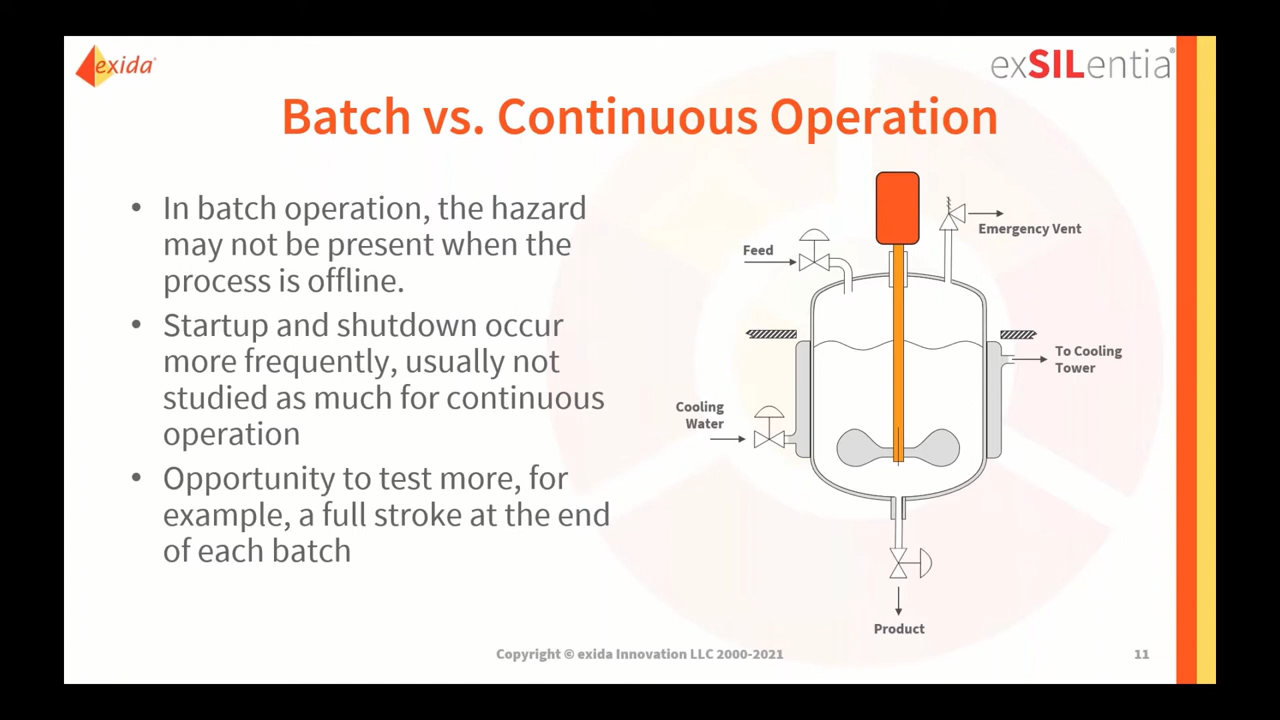 exida®
exSILentia®
Batch vs. Continuous Operation
• In batch operation, the hazard
may not be present when the
process is offline.
• Startup and shutdown occur
more frequently, usually not
studied as much for continuous
operation
• Opportunity to test more, for
example, a full stroke at the end
of each batch
Emergency Vent
Feed
To Cooling
Tower
Cooling
Water
Product
Copyright © exida Innovation LLC 2000-2021
11